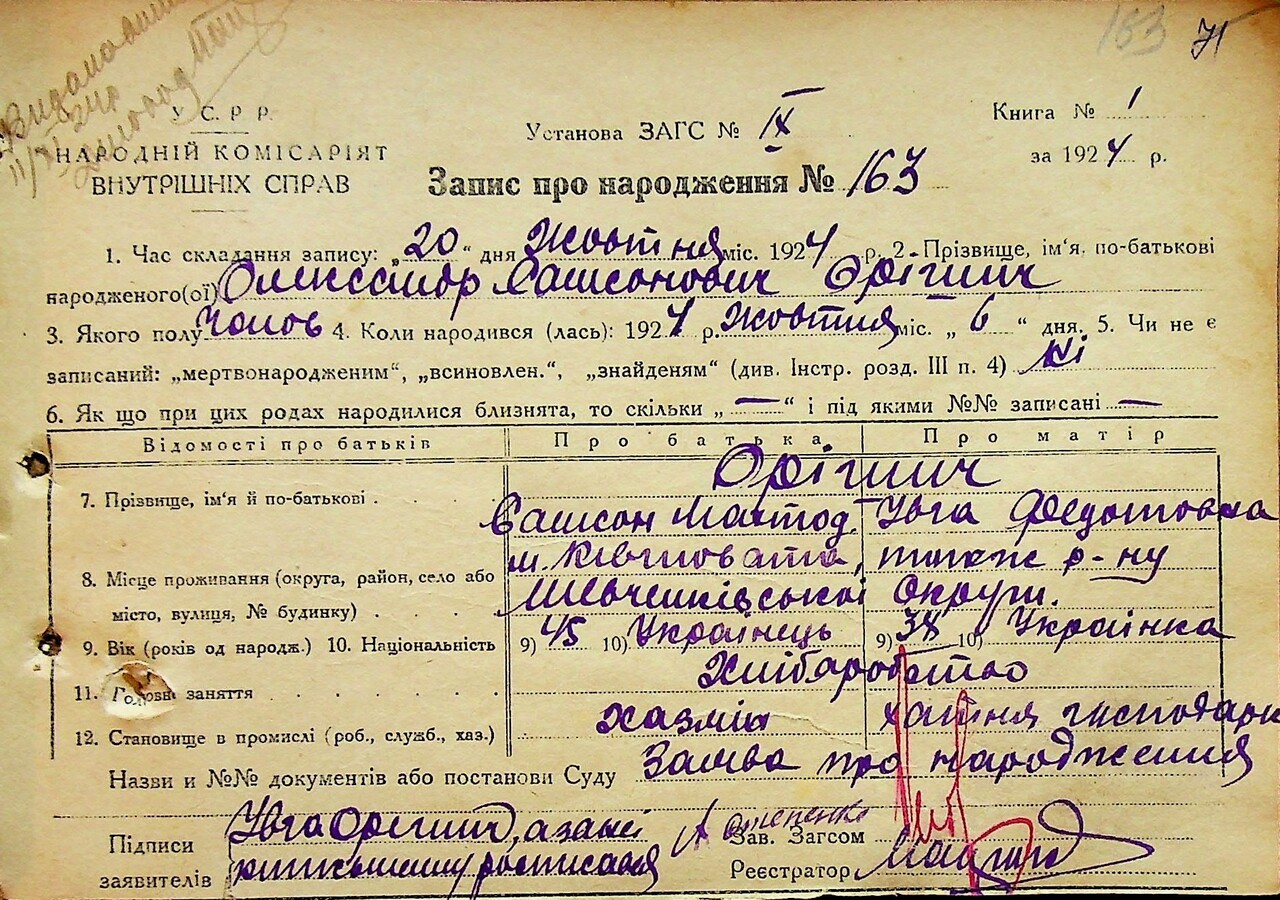 163 71
У. С. Р. Р.
НАРОДНІЙ КОМІСАРІЯТ
ВНУТРІШНІХ СПРАВ
Установа ЗАГС № IX
Книга № 1
за 1924 р.
Запис про народження № 163
1. Час складання запису: „20“ дня Жовтня міс. 1924 р. 2. Прізвище, ім'я, по-батькові
народженого(ої) Олександр Самсонович
3. Якого полу Чолов 4. Коли народився (лась): 1924 р. Жовтня міс. „6“ дня. 5. Чи не є
записаний: „мертвонародженим“, „всиновлен.“, „знайденям“ (див. Інстр. розд. III п. 4) Ні
6. Як що при цих родах народилися близнята, то скільки „—“ і під якими №№ записані —
Відомості про батьків Про батька Про матір
7. Прізвище, ім'я й по-батькові
Самсон Федотовна
8. Місце проживання (округа, район, село або
місто, вулиця, № будинку)
м. , р-ну
Шевченківської округи.
9. Вік (років од народж.) 10. Національність 9) 45 10) Українець 9) 38 10) Українка
11. Головне заняття Хліборобство
12. Становище в промислі (роб., служб., хаз.) хазяїн хатня господарк
Назви и №№ документів або постанови Суду Заява про народження
Підписи
заявителів
Зав. Загсом
Реєстратор